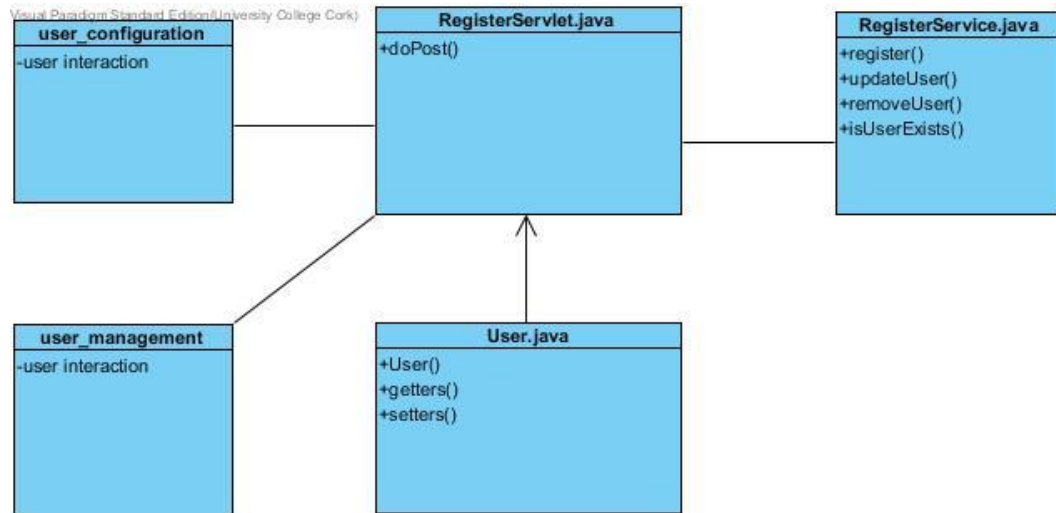 Visual Paradigm Standard Edition(University College Cork)
user_configuration
-user interaction
RegisterServlet.java
+doPost()
RegisterService.java
+register()
+updateUser()
+removeUser()
+isUserExists()
user_management
-user interaction
User.java
+User()
+getters()
+setters()